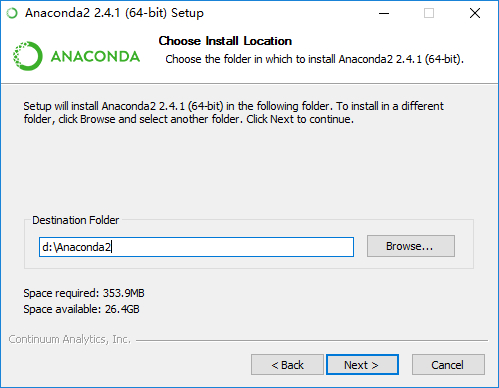 Anaconda2 2.4.1 (64-bit) Setup
ANACONDA
Choose Install Location
Choose the folder in which to install Anaconda2 2.4.1 (64-bit).
Setup will install Anaconda2 2.4.1 (64-bit) in the following folder. To install in a different
folder, click Browse and select another folder. Click Next to continue.
Destination Folder
d:\Anaconda2
Browse...
Space required: 353.9MB
Space available: 26.4GB
Continuum Analytics, Inc.
< Back
Next >
Cancel